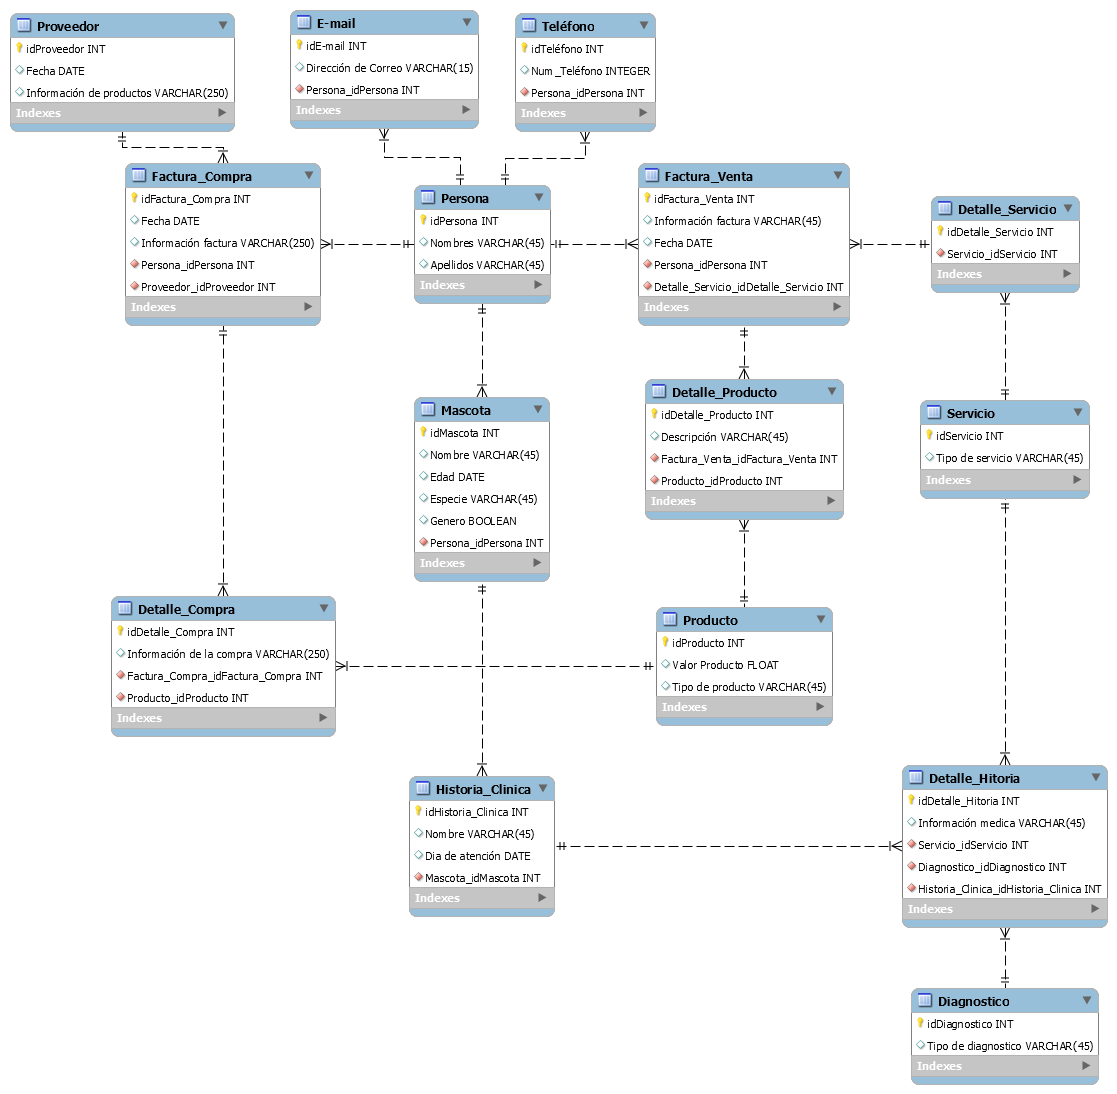 Proveedor
idProveedor INT
Fecha DATE
Información de productos VARCHAR(250)
Indexes
E-mail
idE-mail INT
Dirección de Correo VARCHAR(15)
Persona_idPersona INT
Indexes
Teléfono
idTeléfono INT
Num_Teléfono INTEGER
Persona_idPersona INT
Indexes
Factura_Compra
idFactura_Compra INT
Fecha DATE
Información factura VARCHAR(250)
Persona_idPersona INT
Proveedor_idProveedor INT
Indexes
Persona
idPersona INT
Nombres VARCHAR(45)
Apellidos VARCHAR(45)
Indexes
Factura_Venta
idFactura_Venta INT
Información factura VARCHAR(45)
Fecha DATE
Persona_idPersona INT
Detalle_Servicio_idDetalle_Servicio INT
Indexes
Detalle_Servicio
idDetalle_Servicio INT
Servicio_idServicio INT
Indexes
Mascota
idMascota INT
Nombre VARCHAR(45)
Edad DATE
Especie VARCHAR(45)
Genero BOOLEAN
Persona_idPersona INT
Indexes
Detalle_Producto
idDetalle_Producto INT
Descripción VARCHAR(45)
Factura_Venta_idFactura_Venta INT
Producto_idProducto INT
Indexes
Servicio
idServicio INT
Tipo de servicio VARCHAR(45)
Indexes
Detalle_Compra
idDetalle_Compra INT
Información de la compra VARCHAR(250)
Factura_Compra_idFactura_Compra INT
Producto_idProducto INT
Indexes
Producto
idProducto INT
Valor Producto FLOAT
Tipo de producto VARCHAR(45)
Indexes
Historia_Clinica
idHistoria_Clinica INT
Nombre VARCHAR(45)
Dia de atención DATE
Mascota_idMascota INT
Indexes
Detalle_Hitoria
idDetalle_Hitoria INT
Información medica VARCHAR(45)
Servicio_idServicio INT
Diagnostico_idDiagnostico INT
Historia_Clinica_idHistoria_Clinica INT
Indexes
Diagnostico
idDiagnostico INT
Tipo de diagnostico VARCHAR(45)
Indexes